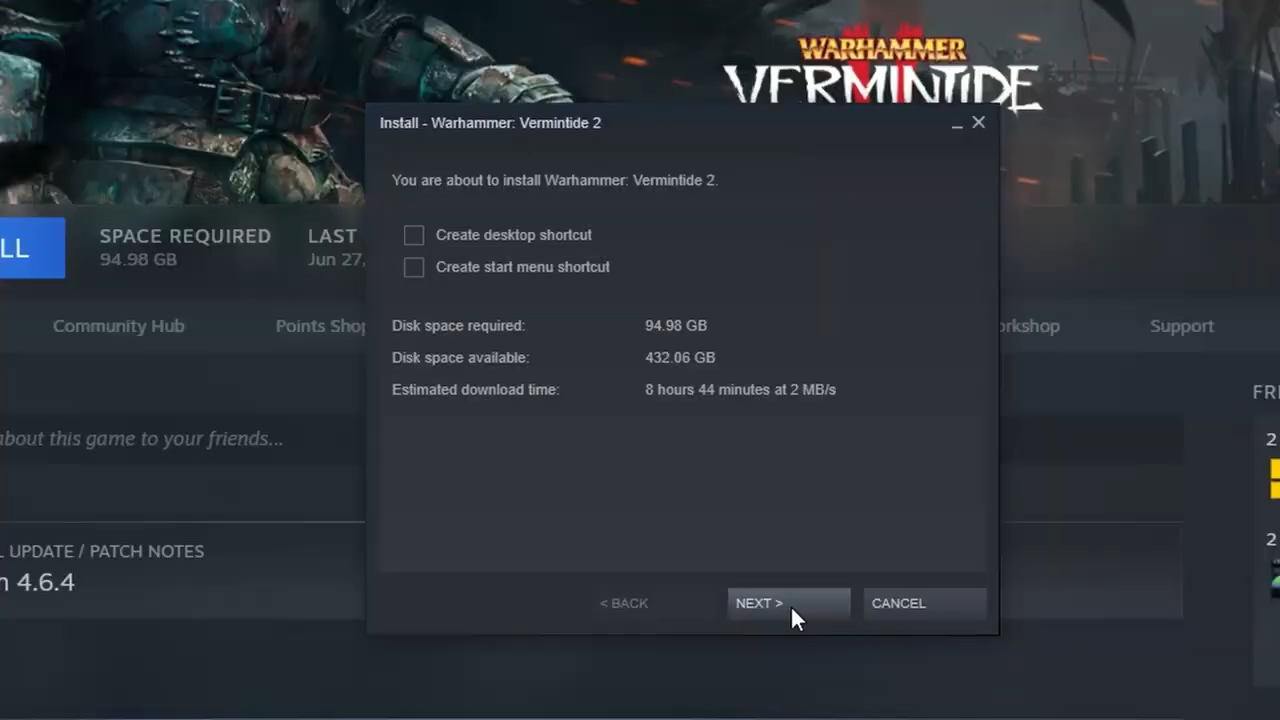 WARHAMMER
VERMINTIDE
Install - Warhammer: Vermintide 2
You are about to install Warhammer: Vermintide 2.
LL
SPACE REQUIRED
94.98 GB
LAST
Jun 27,
Create desktop shortcut
Create start menu shortcut
Community Hub
Points Shop
orkshop
Support
Disk space required: 94.98 GB
Disk space available: 432.06 GB
Estimated download time: 8 hours 44 minutes at 2 MB/s
FRI
about this game to your friends...
2
2
L UPDATE / PATCH NOTES
n 4.6.4
< BACK
NEXT >
CANCEL